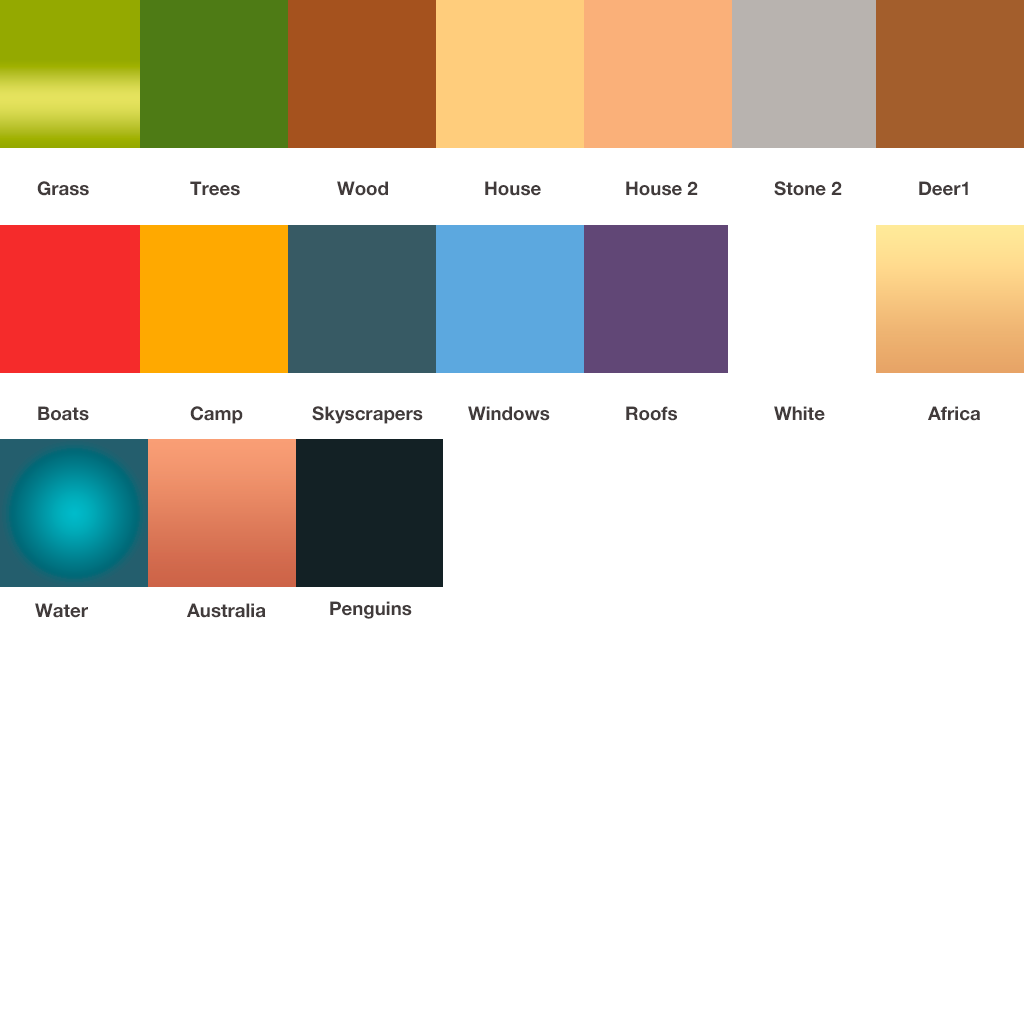 Grass Trees Wood House House 2 Stone 2 Deer1
Boats Camp Skyscrapers Windows Roofs White Africa
Water Australia Penguins